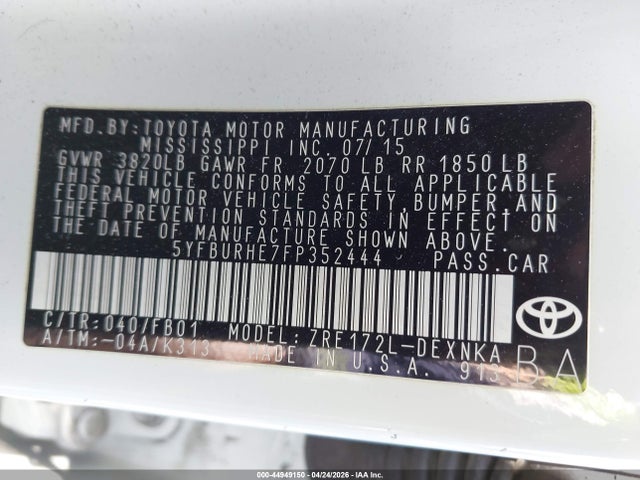 MFD.BY:TOYOTA MOTOR MANUFACTURING
MISSISSIPPI INC. 07/15
GVWR 3820LB GAWR FR 2070 LB RR 1850 LB
THIS VEHICLE CONFORMS TO ALL APPLICABLE
FEDERAL MOTOR VEHICLE SAFETY,BUMPER,AND
THEFT PREVENTION STANDARDS IN EFFECT ON
THE DATE OF MANUFACTURE SHOWN ABOVE.
5YFBURHE7FP352444 PASS.CAR
C/TR:040/FB01 MODEL:ZRE172L-DEXNKA
A/TM:-04A/K313 MADE IN U.S.A. 913 BA
000-44949150 - 04/24/2026 - IAA Inc.